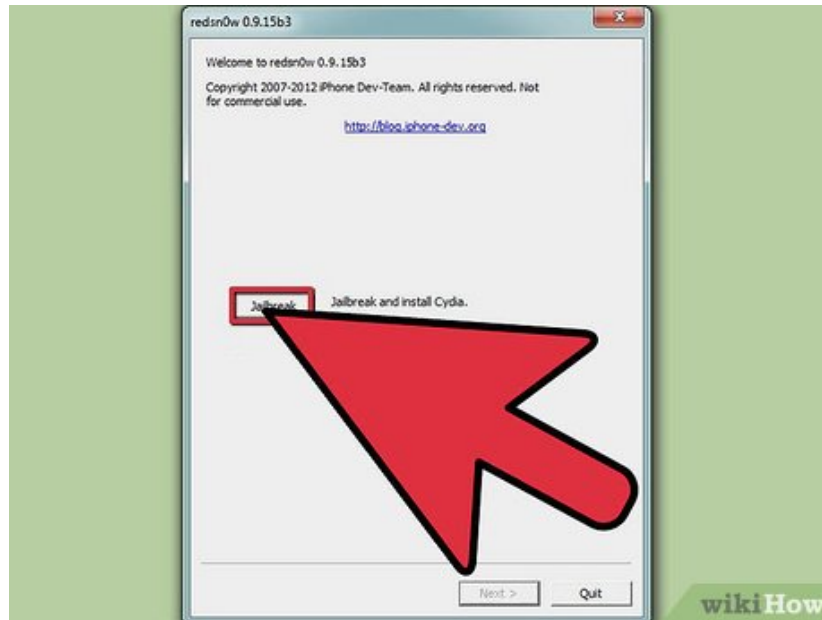 redsn0w 0.9.15b3
Welcome to redsn0w 0.9.15b3
Copyright 2007-2012 iPhone Dev-Team. All rights reserved. Not
for commercial use.
http://blog.iphone-dev.org
Jailbreak
Jailbreak and install Cydia.
Next >
Quit
wikiHow